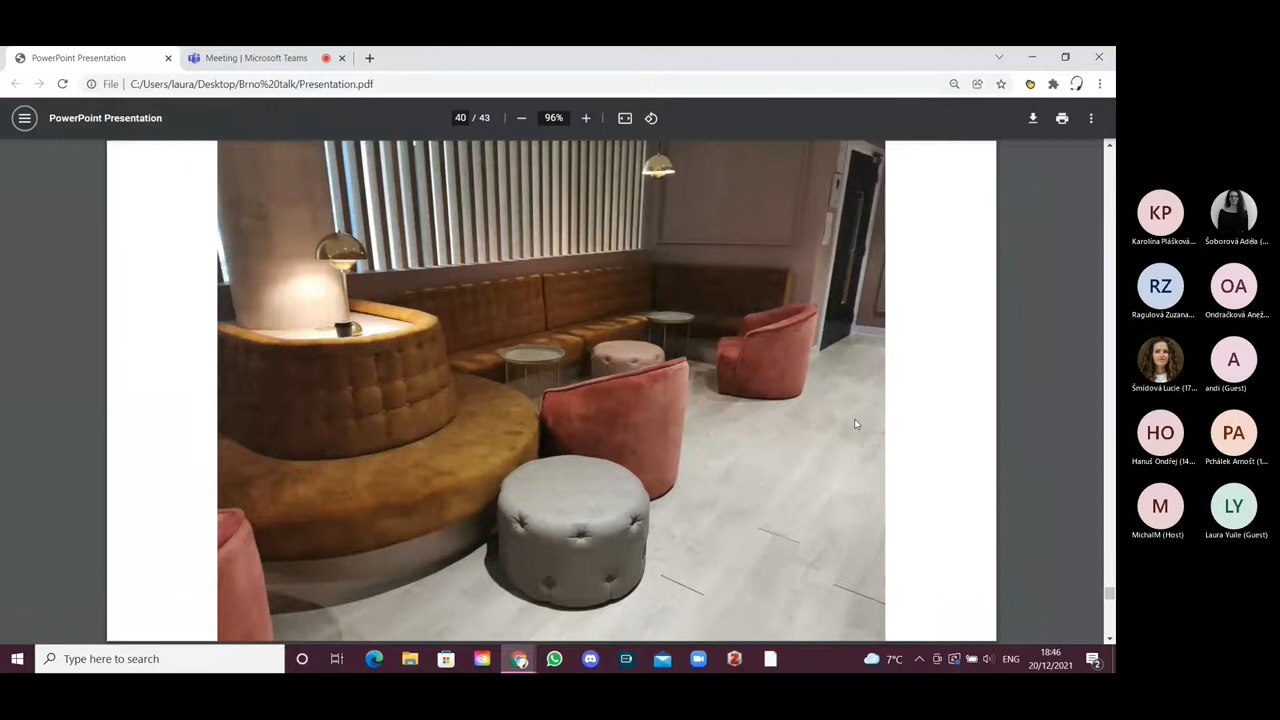 PowerPoint Presentation
Meeting | Microsoft Teams
File
C:/Users/laura/Desktop/Brno%20talk/Presentation.pdf
PowerPoint Presentation
40 / 43
96%
KP
Karolína Plášková...
Šoborová Adéla (...
RZ
Ragulová Zuzana...
OA
Ondračková Anež...
Šmídová Lucie (17...
A
andi (Guest)
HO
Hanuš Ondřej (14...
PA
Pchálek Arnošt (1...
M
MichalM (Host)
LY
Laura Yuile (Guest)
Type here to search
7°C
ENG
18:46
20/12/2021
2